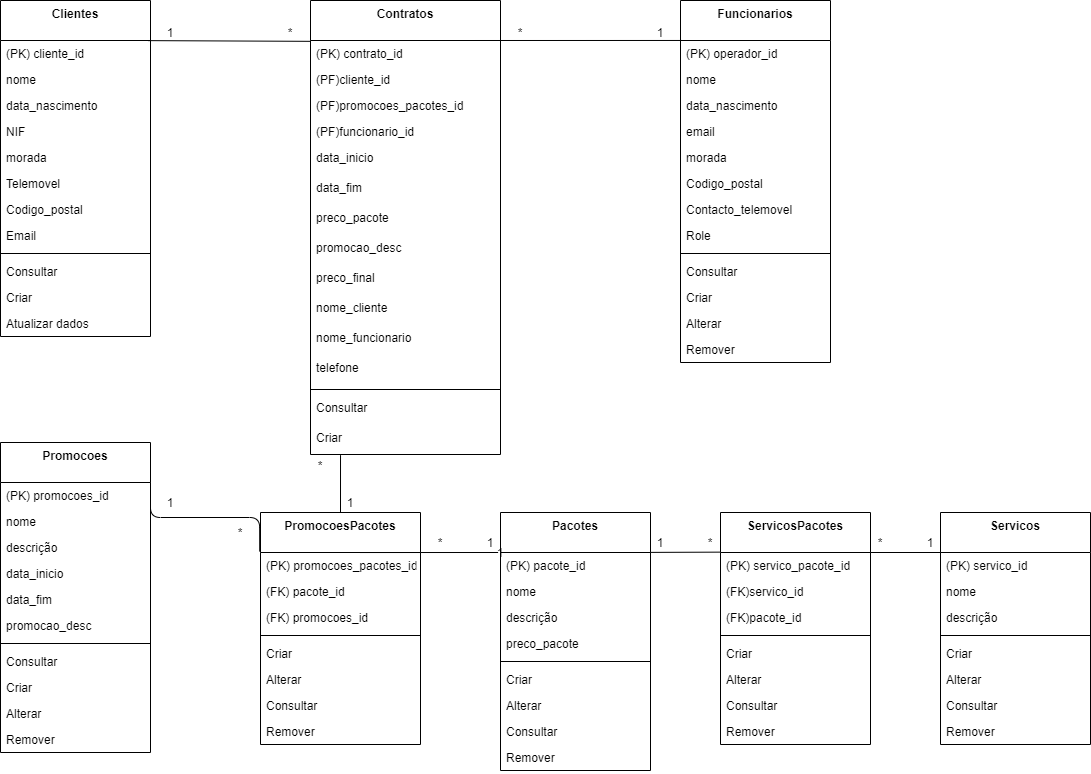 Clientes
1
*
(PK) cliente_id
nome
data_nascimento
NIF
morada
Telemovel
Codigo_postal
Email
Consultar
Criar
Atualizar dados
Contratos
(PK) contrato_id
(PF)cliente_id
(PF)promocoes_pacotes_id
(PF)funcionario_id
data_inicio
data_fim
preco_pacote
promocao_desc
preco_final
nome_cliente
nome_funcionario
telefone
Consultar
Criar
*
1
Funcionarios
(PK) operador_id
nome
data_nascimento
email
morada
Codigo_postal
Contacto_telemovel
Role
Consultar
Criar
Alterar
Remover
*
1
Promocoes
(PK) promocoes_id
nome
descrição
data_inicio
data_fim
promocao_desc
Consultar
Criar
Alterar
Remover
1
*
PromocoesPacotes
(PK) promocoes_pacotes_id
(FK) pacote_id
(FK) promocoes_id
Criar
Alterar
Consultar
Remover
*
1
Pacotes
(PK) pacote_id
nome
descrição
preco_pacote
Criar
Alterar
Consultar
Remover
1
*
ServicosPacotes
(PK) servico_pacote_id
(FK)servico_id
(FK)pacote_id
Criar
Alterar
Consultar
Remover
*
1
Servicos
(PK) servico_id
nome
descrição
Criar
Alterar
Consultar
Remover